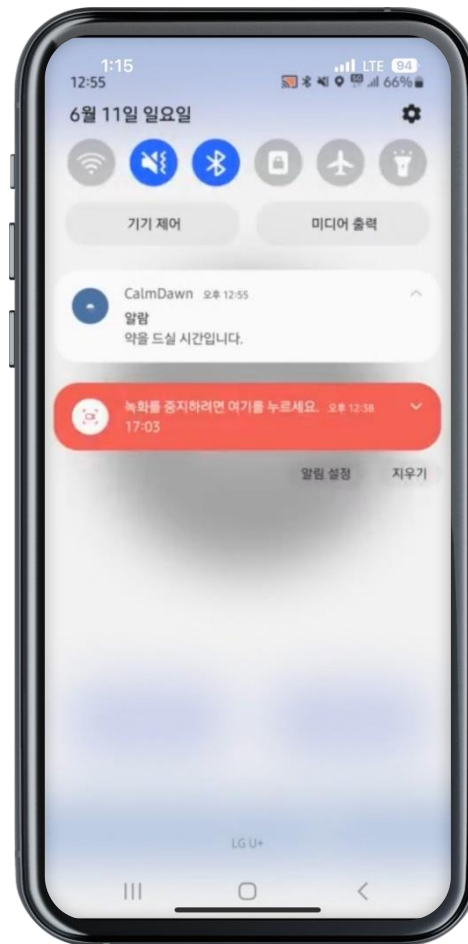 1:15 LTE 94
12:55 66%
6월 11일 일요일
기기 제어 미디어 출력
CalmDawn 오후 12:55
알람
약을 드실 시간입니다.
녹화를 중지하려면 여기를 누르세요. 오후 12:38
17:03
알림 설정 지우기
LG U+